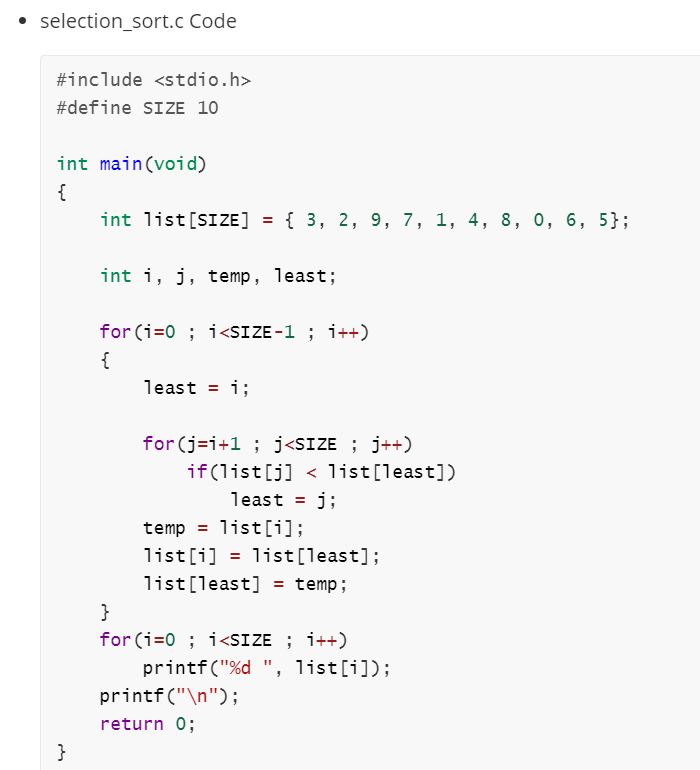 selection_sort.c Code
#include <stdio.h>
#define SIZE 10
int main(void)
{
int list[SIZE] = { 3, 2, 9, 7, 1, 4, 8, 0, 6, 5};
int i, j, temp, least;
for(i=0 ; i<SIZE-1 ; i++)
{
least = i;
for(j=i+1 ; j<SIZE ; j++)
if(list[j] < list[least])
least = j;
temp = list[i];
list[i] = list[least];
list[least] = temp;
}
for(i=0 ; i<SIZE ; i++)
printf("%d ", list[i]);
printf("\n");
return 0;
}